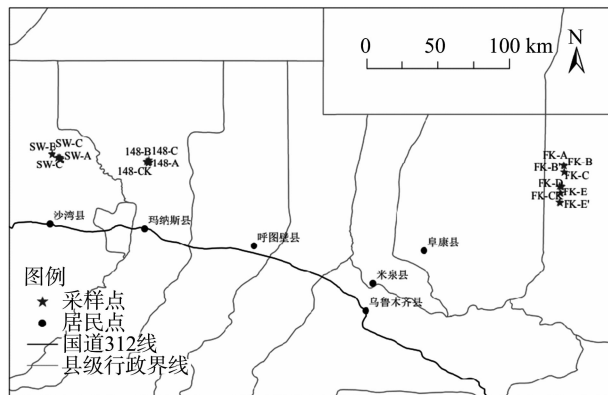 0 50 100 km
N
SW-B
SW-C
SW-A
SW-C
148-B
148-C
148-A
148-CK
FK-A
FK-B
FK-B'
FK-C
FK-D
FK-E
FK-CK
FK-E'
沙湾县
玛纳斯县
呼图壁县
阜康县
米泉县
乌鲁木齐县
图例
采样点
居民点
国道312线
县级行政界线